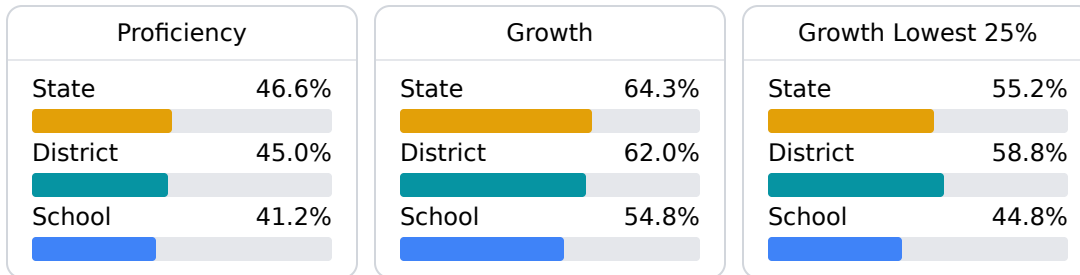 Proficiency
State 46.6%
District 45.0%
School 41.2%
Growth
State 64.3%
District 62.0%
School 54.8%
Growth Lowest 25%
State 55.2%
District 58.8%
School 44.8%